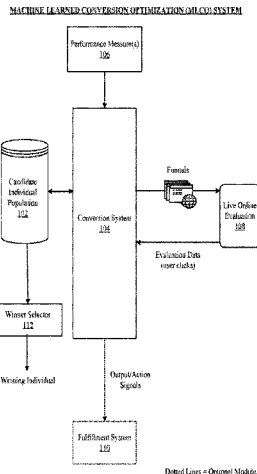 MACHINE LEARNED CONVERSION OPTIMIZATION (MLCO) SYSTEM
Performance Measure(s)
106
Candidate
Individual
Population
102
Conversion System
104
Funnels
Live Online
Evaluation
108
Evaluation Data
(user clicks)
Winner Selector
112
Winning Individual
Output/Action
Signals
Fulfillment System
116
Dotted Lines = Optional Module